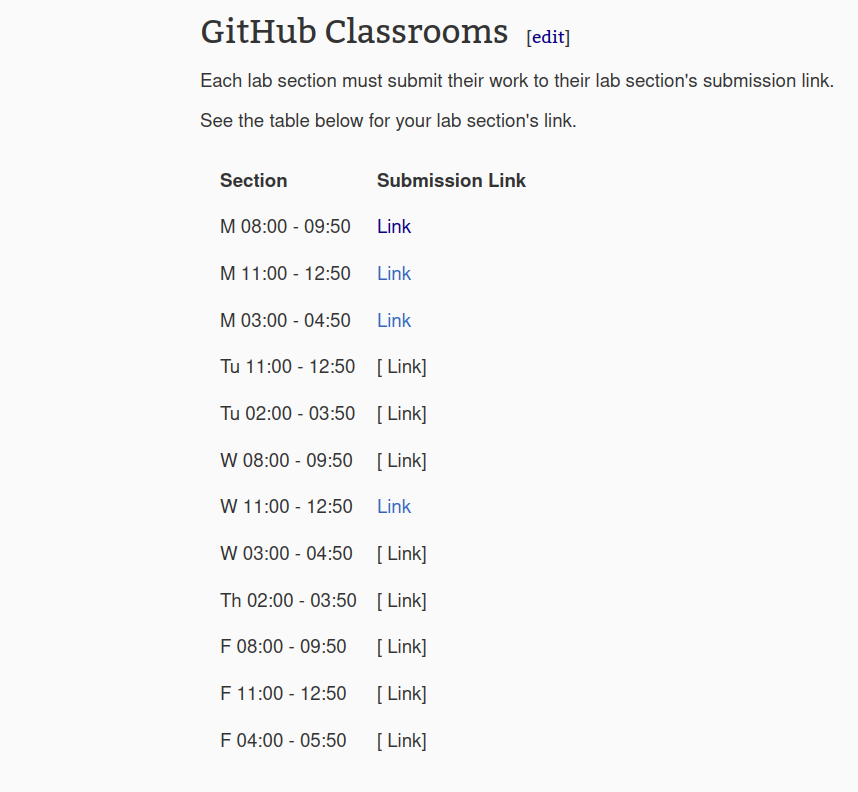 GitHub Classrooms [edit]
Each lab section must submit their work to their lab section's submission link.
See the table below for your lab section's link.
Section Submission Link
M 08:00 - 09:50 Link
M 11:00 - 12:50 Link
M 03:00 - 04:50 Link
Tu 11:00 - 12:50 [ Link]
Tu 02:00 - 03:50 [ Link]
W 08:00 - 09:50 [ Link]
W 11:00 - 12:50 Link
W 03:00 - 04:50 [ Link]
Th 02:00 - 03:50 [ Link]
F 08:00 - 09:50 [ Link]
F 11:00 - 12:50 [ Link]
F 04:00 - 05:50 [ Link]